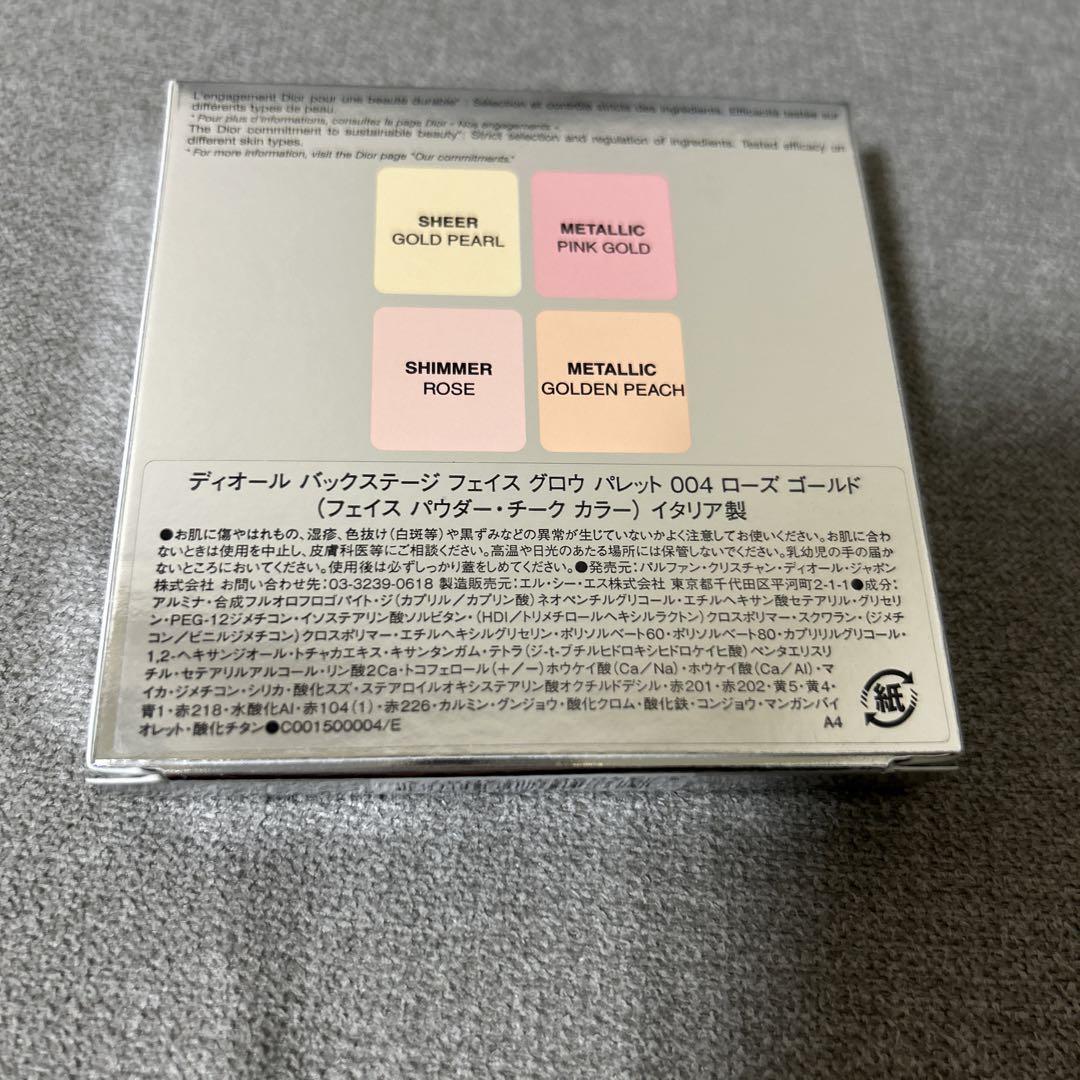 L'engagement Dior pour une beauté durable* : Sélection et contrôle stricts des ingrédients. Efficacité testée sur
différents types de peau.
* Pour plus d'informations, consultez la page Dior « Nos engagements ».
The Dior commitment to sustainable beauty*: Strict selection and regulation of ingredients. Tested efficacy on
different skin types.
* For more information, visit the Dior page "Our commitments."
SHEER
GOLD PEARL
METALLIC
PINK GOLD
SHIMMER
ROSE
METALLIC
GOLDEN PEACH
ディオール バックステージ フェイス グロウ パレット 004 ローズ ゴールド
(フェイス パウダー・チーク カラー) イタリア製
●お肌に傷やはれもの、湿疹、色抜け(白斑等)や黒ずみなどの異常が生じていないかよく注意してお使いください。お肌に合わ
ないときは使用を中止し、皮膚科医等にご相談ください。高温や日光のあたる場所には保管しないでください。乳幼児の手の届か
ないところにおいてください。使用後は必ずしっかり蓋をしめてください。●発売元:パルファン・クリスチャン・ディオール・ジャポン
株式会社 お問い合わせ先:03-3239-0618 製造販売元:エル・シー・エス株式会社 東京都千代田区平河町2-1-1●成分:
アルミナ・合成フルオロフロゴパイト・ジ(カプリル/カプリン酸)ネオペンチルグリコール・エチルヘキサン酸セテアリル・グリセリ
ン・PEG-12ジメチコン・イソステアリン酸ソルビタン・(HDI/トリメチロールヘキシルラクトン)クロスポリマー・スクワラン・(ジメチ
コン/ビニルジメチコン)クロスポリマー・エチルヘキシルグリセリン・ポリソルベート60・ポリソルベート80・カプリリルグリコール・
1,2-ヘキサンジオール・トチャカエキス・キサンタンガム・テトラ(ジ-t-ブチルヒドロキシヒドロケイヒ酸)ペンタエリスリ
チル・セテアリルアルコール・リン酸2Ca・トコフェロール(+/-)ホウケイ酸(Ca/Na)・ホウケイ酸(Ca/Al)・マ
イカ・ジメチコン・シリカ・酸化スズ・ステアロイルオキシステアリン酸オクチルドデシル・赤201・赤202・黄5・黄4・
青1・赤218・水酸化Al・赤104(1)・赤226・カルミン・グンジョウ・酸化クロム・酸化鉄・コンジョウ・マンガンバイ
オレット・酸化チタン●C001500004/E
紙
A4